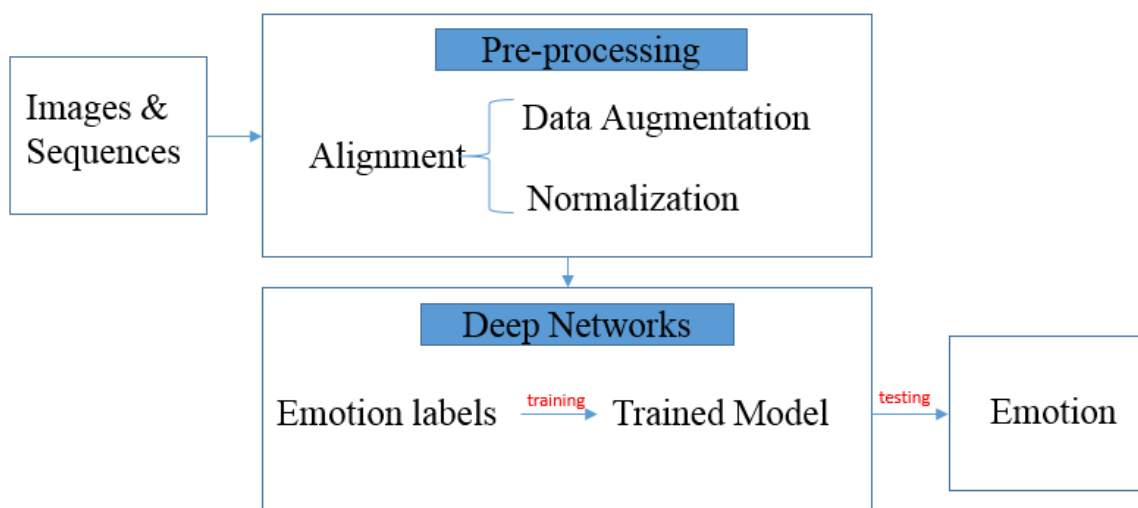 Pre-processing
Images &
Sequences
Data Augmentation
Alignment
Normalization
Deep Networks
Emotion labels
training
Trained Model
testing
Emotion